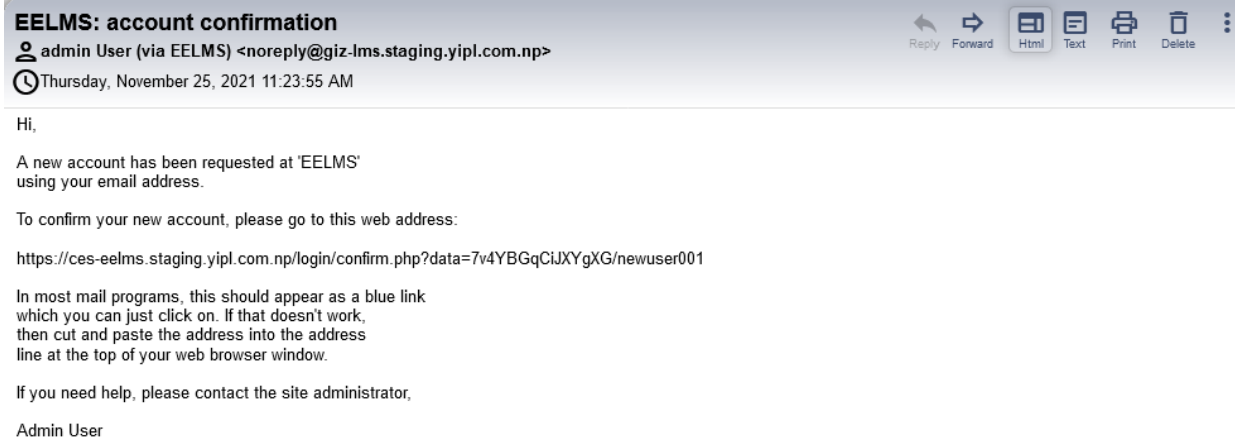 EELMS: account confirmation
admin User (via EELMS) <noreply@giz-lms.staging.yipl.com.np>
Thursday, November 25, 2021 11:23:55 AM
Reply Forward Html Text Print Delete
Hi,
A new account has been requested at 'EELMS'
using your email address.
To confirm your new account, please go to this web address:
https://ces-eelms.staging.yipl.com.np/login/confirm.php?data=7v4YBGqCiJXYgXG/newuser001
In most mail programs, this should appear as a blue link
which you can just click on. If that doesn't work,
then cut and paste the address into the address
line at the top of your web browser window.
If you need help, please contact the site administrator,
Admin User